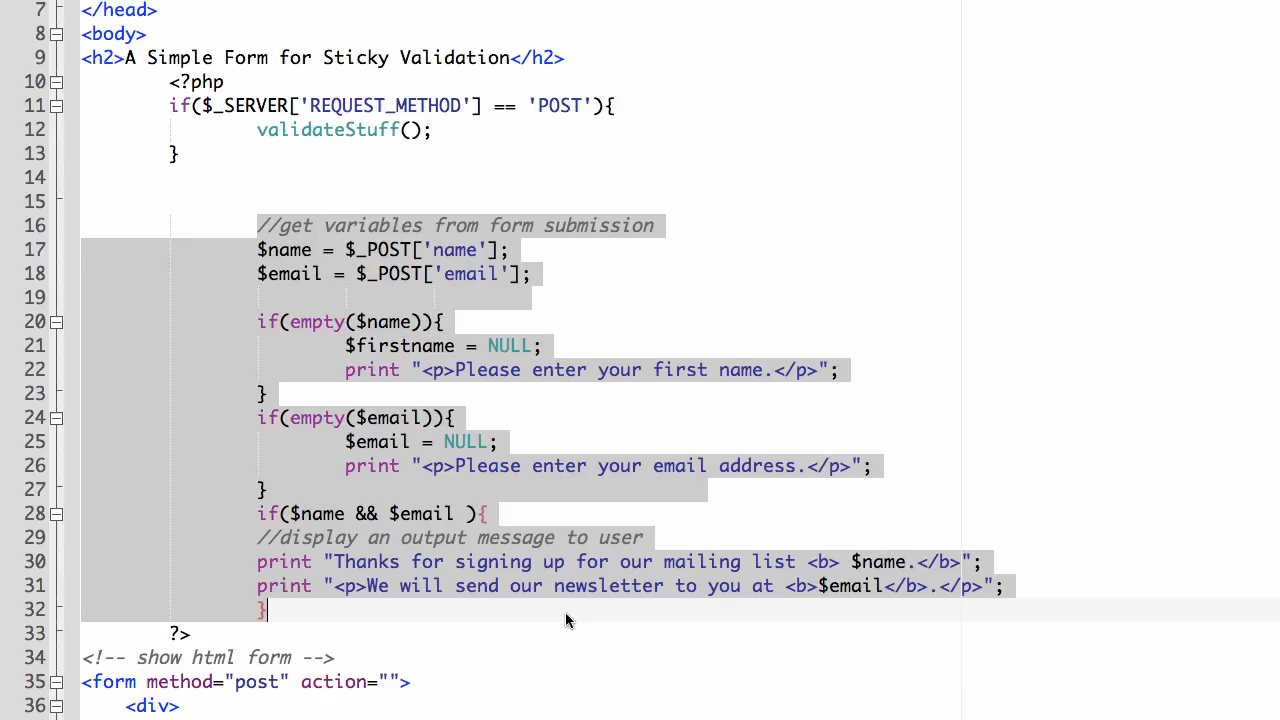 7 </head>
8 <body>
9 <h2>A Simple Form for Sticky Validation</h2>
10 <?php
11 if($_SERVER['REQUEST_METHOD'] == 'POST'){
12 validateStuff();
13 }
14
15
16 //get variables from form submission
17 $name = $_POST['name'];
18 $email = $_POST['email'];
19
20 if(empty($name)){
21 $firstname = NULL;
22 print "<p>Please enter your first name.</p>";
23 }
24 if(empty($email)){
25 $email = NULL;
26 print "<p>Please enter your email address.</p>";
27 }
28 if($name && $email ){
29 //display an output message to user
30 print "Thanks for signing up for our mailing list <b> $name.</b>";
31 print "<p>We will send our newsletter to you at <b>$email</b>.</p>";
32 }
33 ?>
34 <!-- show html form -->
35 <form method="post" action="">
36 <div>